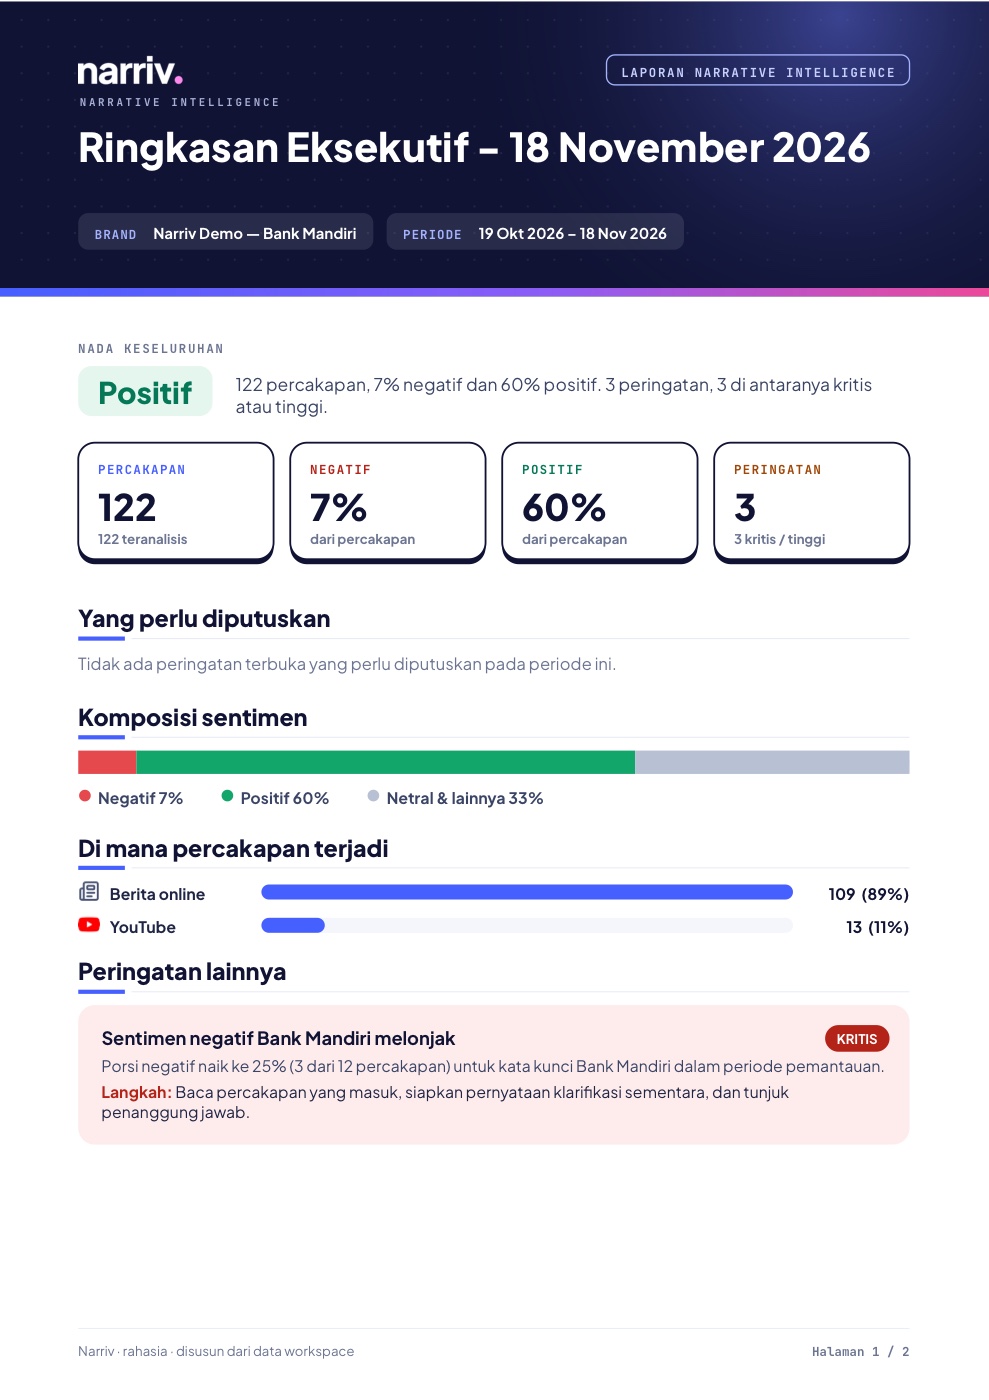 narriv.
NARRATIVE INTELLIGENCE
LAPORAN NARRATIVE INTELLIGENCE
Ringkasan Eksekutif – 18 November 2026
BRAND Narriv Demo — Bank Mandiri
PERIODE 19 Okt 2026 – 18 Nov 2026
NADA KESELURUHAN
Positif
122 percakapan, 7% negatif dan 60% positif. 3 peringatan, 3 di antaranya kritis
atau tinggi.
PERCAKAPAN
122
122 teranalisis
NEGATIF
7%
dari percakapan
POSITIF
60%
dari percakapan
PERINGATAN
3
3 kritis / tinggi
Yang perlu diputuskan
Tidak ada peringatan terbuka yang perlu diputuskan pada periode ini.
Komposisi sentimen
Negatif 7% Positif 60% Netral & lainnya 33%
Di mana percakapan terjadi
Berita online 109 (89%)
YouTube 13 (11%)
Peringatan lainnya
Sentimen negatif Bank Mandiri melonjak KRITIS
Porsi negatif naik ke 25% (3 dari 12 percakapan) untuk kata kunci Bank Mandiri dalam periode pemantauan.
Langkah: Baca percakapan yang masuk, siapkan pernyataan klarifikasi sementara, dan tunjuk
penanggung jawab.
Narriv · rahasia · disusun dari data workspace Halaman 1 / 2